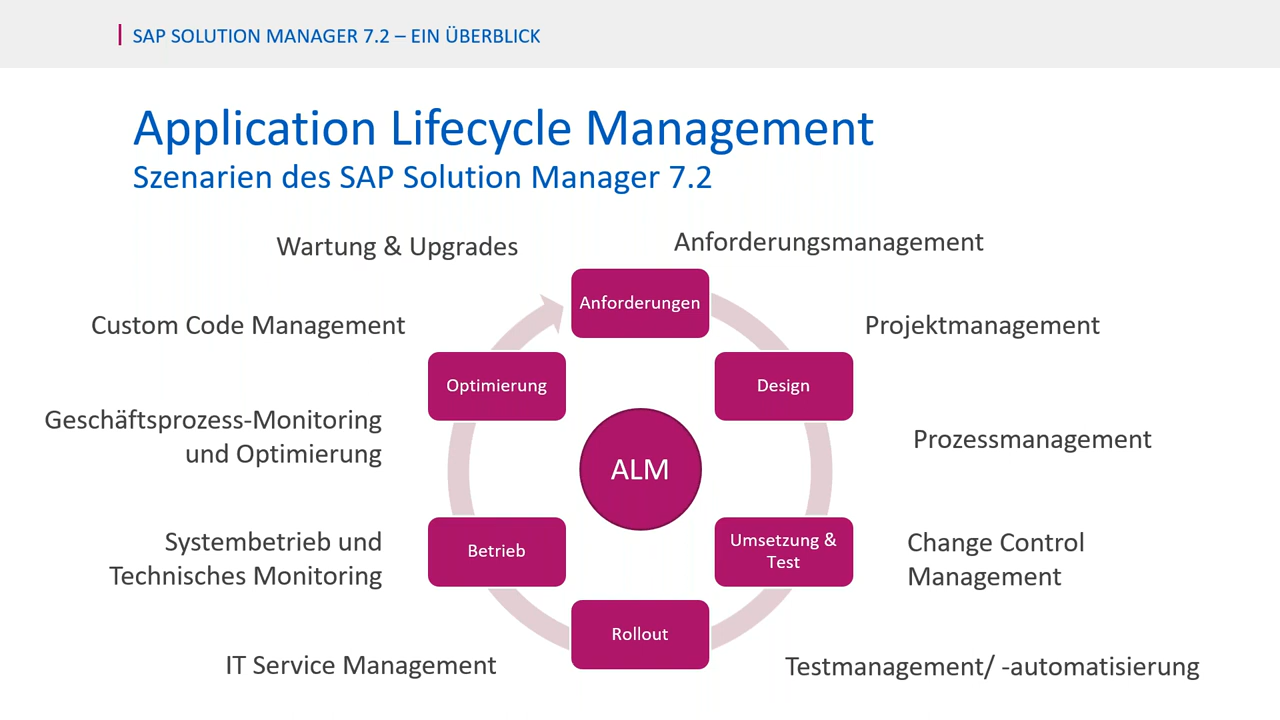 SAP SOLUTION MANAGER 7.2 – EIN ÜBERBLICK
Application Lifecycle Management
Szenarien des SAP Solution Manager 7.2
Wartung & Upgrades
Anforderungsmanagement
Anforderungen
Custom Code Management
Projektmanagement
Optimierung
Design
Geschäftsprozess-Monitoring
und Optimierung
Prozessmanagement
ALM
Systembetrieb und
Technisches Monitoring
Betrieb
Umsetzung &
Test
Change Control
Management
Rollout
IT Service Management
Testmanagement/ -automatisierung